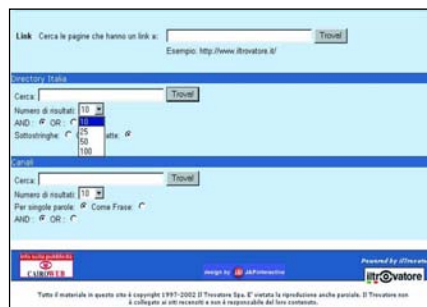 Link Cerca le pagine che hanno un link a: Trova!
Esempio: http://www.iltrovatore.it/
Directory Italia
Cerca: Trova!
Numero di risultati: 10
AND: OR:
10
Sottostringhe: atte:
25
50
100
Canali
Cerca: Trova!
Numero di risultati: 10
Per singole parole: Come Frase:
AND: OR:
CAIROWEB
design by
Powered by ilTrovatore
iltrovatore
Tutto il materiale in questo sito è copyright 1997-2002 Il Trovatore Spa. E' vietata la riproduzione anche parziale. Il Trovatore non
è collegato ai siti recensiti e non è responsabile del loro contenuto.